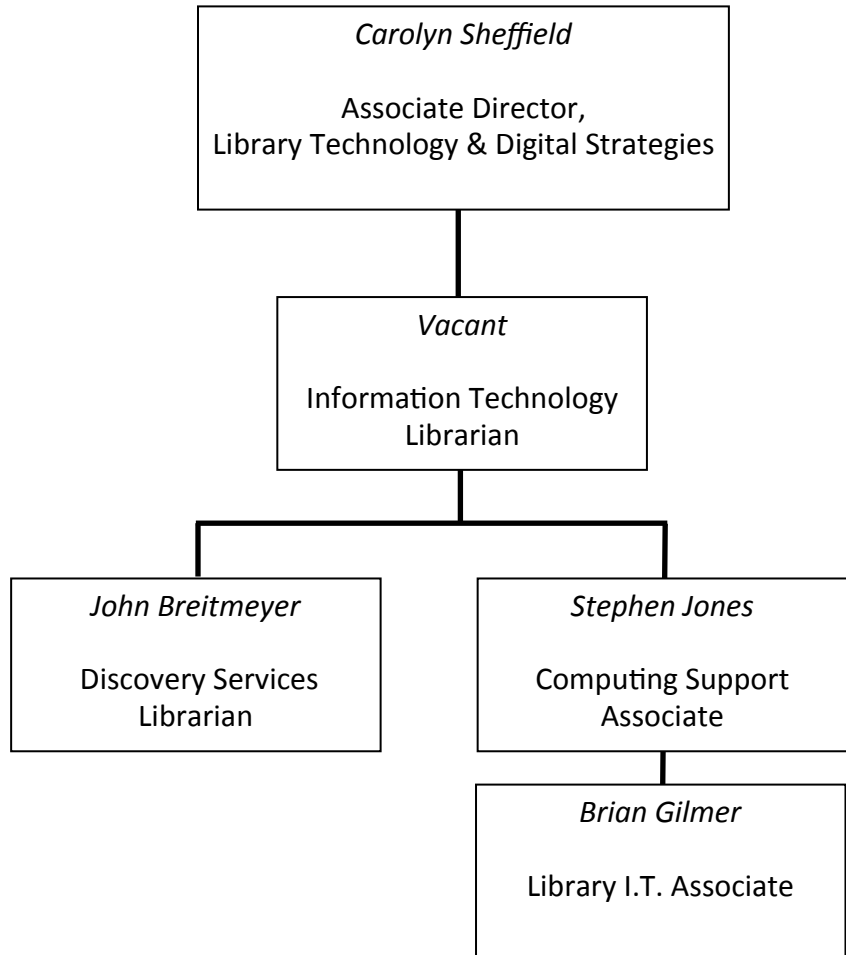 Carolyn Sheffield
Associate Director,
Library Technology & Digital Strategies
Vacant
Information Technology
Librarian
John Breitmeyer
Discovery Services
Librarian
Stephen Jones
Computing Support
Associate
Brian Gilmer
Library I.T. Associate